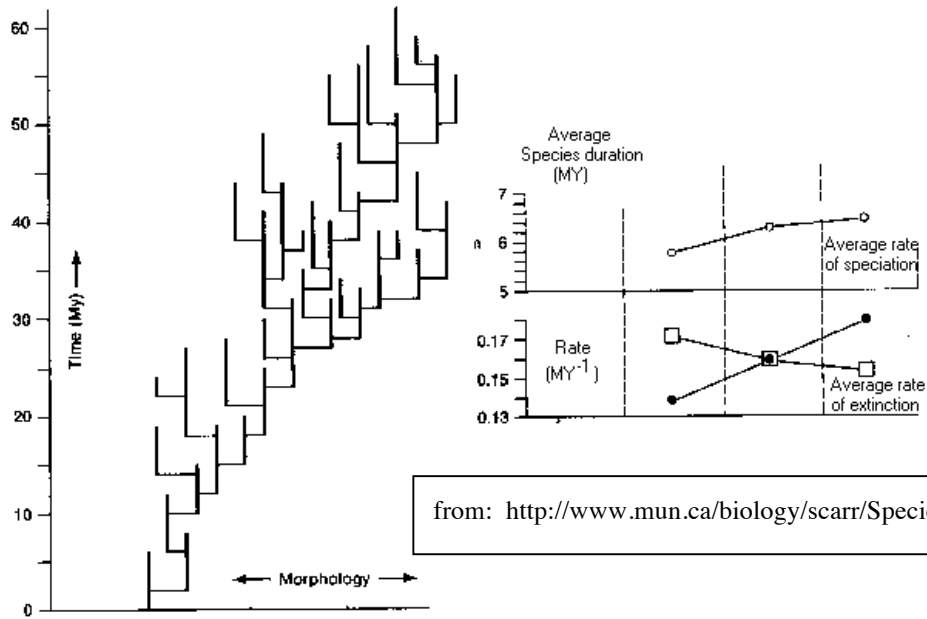 60
50
40
30
20
10
0
Time (My)
Morphology
Average
Species duration
(MY)
7
6
5
n
Average rate
of speciation
0.17
0.15
0.13
Rate
(MY-1)
Average rate
of extinction
from: http://www.mun.ca/biology/scarr/Specie